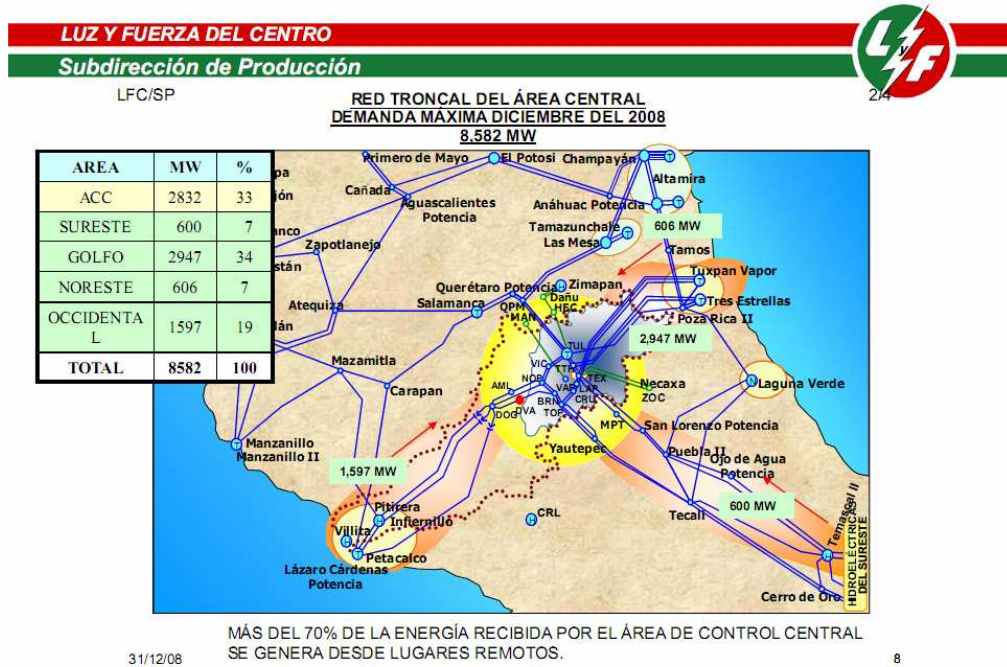 LUZ Y FUERZA DEL CENTRO
Subdirección de Producción
L y F
LFC/SP
2/4
RED TRONCAL DEL ÁREA CENTRAL
DEMANDA MÁXIMA DICIEMBRE DEL 2008
8,582 MW
AREA MW %
ACC 2832 33
SURESTE 600 7
GOLFO 2947 34
NORESTE 606 7
OCCIDENTA
L 1597 19
TOTAL 8582 100
Primero de Mayo
El Potosi
Champayán
Altamira
Cañada
Aguascalientes
Potencia
Anáhuac Potencia
Tamazunchale
Las Mesa
606 MW
Tamos
Zapotlanejo
Tuxpan Vapor
Querétaro Potencia
Zimapan
Atequiza
Salamanca
Dañu
HEC
QPM
MAN
Tres Estrellas
Poza Rica II
2,947 MW
TUL
Mazamitla
VIC
TTH
NOP
TEX
Carapan
AML
VAE
LAP
Necaxa
ZOC
Laguna Verde
BRN
CRU
DOG
DVA
TOP
MPT
San Lorenzo Potencia
Manzanillo
Manzanillo II
Yautepec
Puebla II
Ojo de Agua
Potencia
1,597 MW
600 MW
Tecali
Temascal II
Pitirera
Infiernillo
CRL
Villita
Petacalco
Lázaro Cárdenas
Potencia
Cerro de Oro
HIDROELÉCTRICAS
DEL SURESTE
MÁS DEL 70% DE LA ENERGÍA RECIBIDA POR EL ÁREA DE CONTROL CENTRAL
SE GENERA DESDE LUGARES REMOTOS.
31/12/08
8